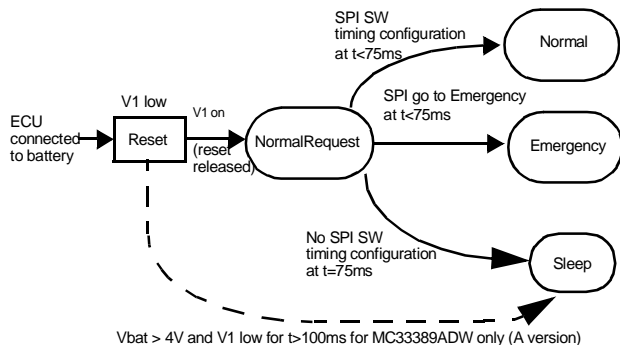 SPI SW
timing configuration
at t<75ms
Normal
V1 low
ECU
connected
to battery
Reset
V1 on
(reset
released)
NormalRequest
SPI go to Emergency
at t<75ms
Emergency
No SPI SW
timing configuration
at t=75ms
Sleep
Vbat > 4V and V1 low for t>100ms for MC33389ADW only (A version)